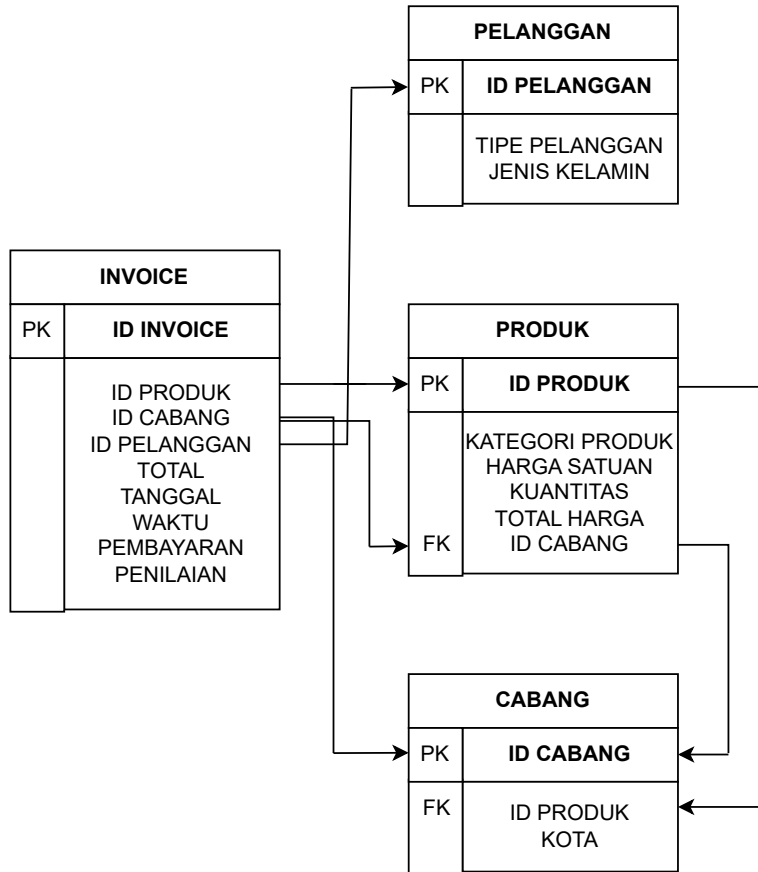 PELANGGAN
PK ID PELANGGAN
TIPE PELANGGAN
JENIS KELAMIN
INVOICE
PK ID INVOICE
ID PRODUK
ID CABANG
ID PELANGGAN
TOTAL
TANGGAL
WAKTU
PEMBAYARAN
PENILAIAN
PRODUK
PK ID PRODUK
KATEGORI PRODUK
HARGA SATUAN
KUANTITAS
TOTAL HARGA
FK ID CABANG
CABANG
PK ID CABANG
FK ID PRODUK
KOTA